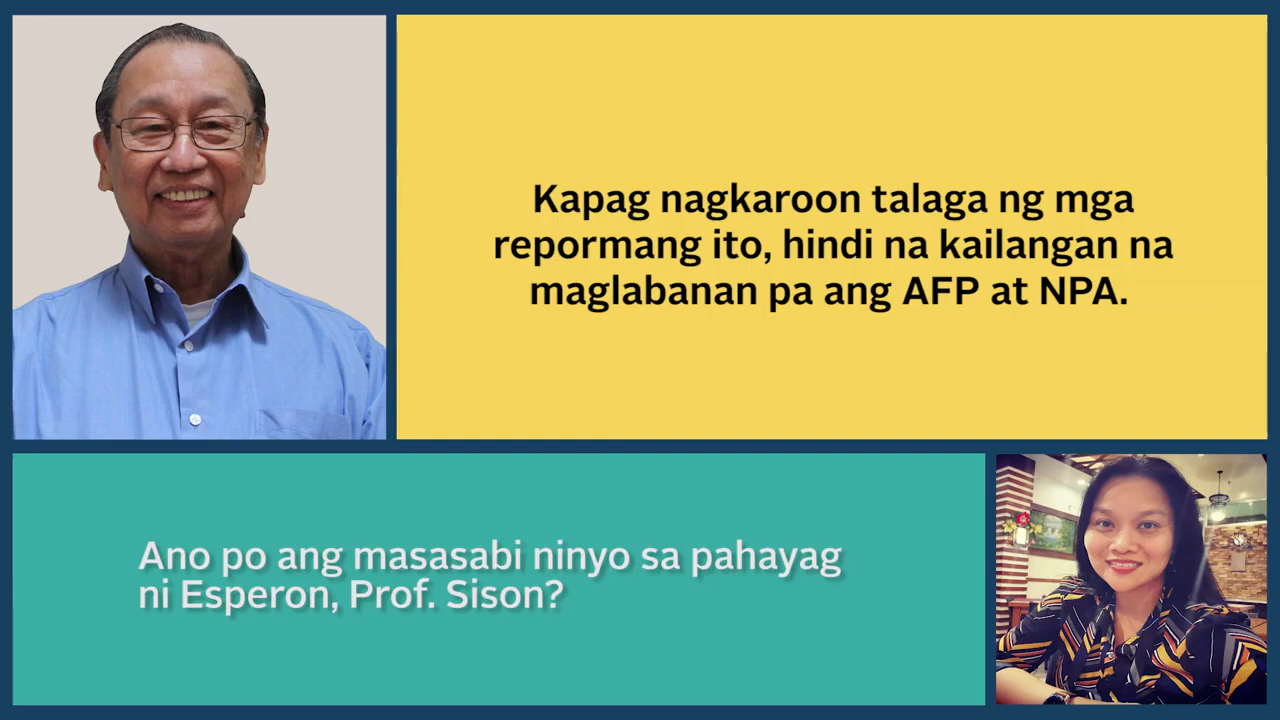 Kapag nagkaroon talaga ng mga
repormang ito, hindi na kailangan na
maglabanan pa ang AFP at NPA.
Ano po ang masasabi ninyo sa pahayag
ni Esperon, Prof. Sison?